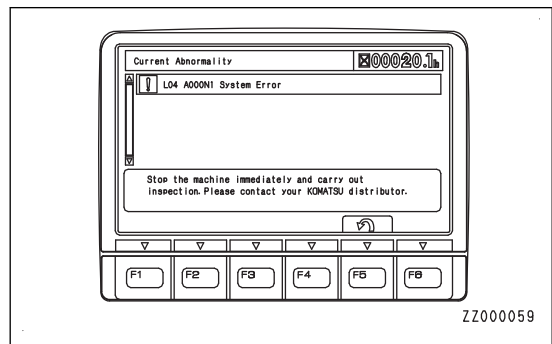 Current Abnormality
00020.1h
! L04 A000N1 System Error
Stop the machine immediately and carry out
inspection. Please contact your KOMATSU distributor.
F1 F2 F3 F4 F5 F6
ZZ000059